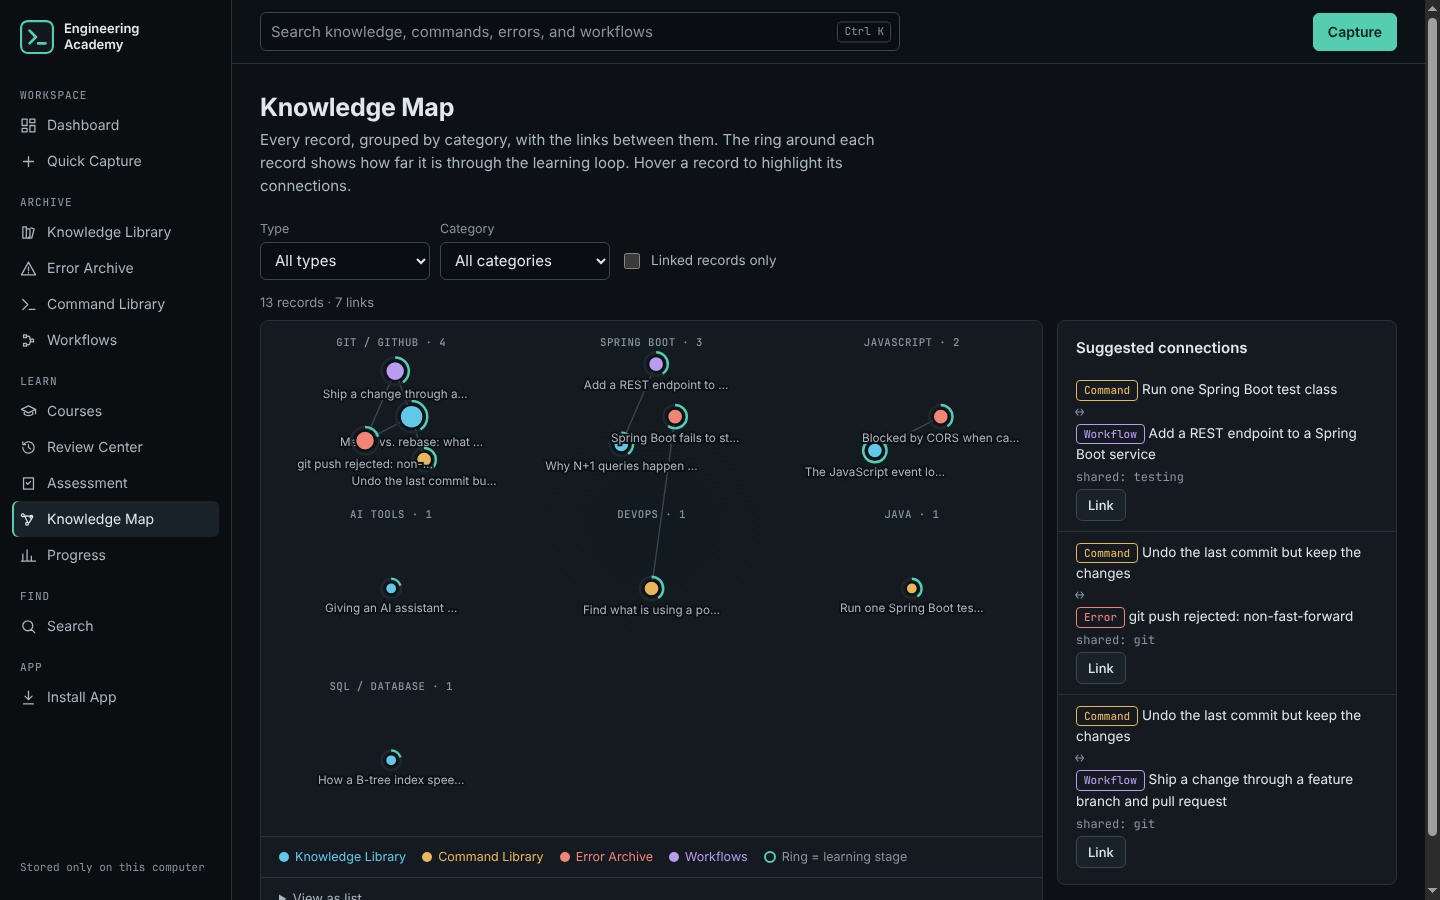 Engineering
Academy
Search knowledge, commands, errors, and workflows
Ctrl K
Capture
WORKSPACE
Dashboard
Quick Capture
ARCHIVE
Knowledge Library
Error Archive
Command Library
Workflows
LEARN
Courses
Review Center
Assessment
Knowledge Map
Progress
FIND
Search
APP
Install App
Stored only on this computer
Knowledge Map
Every record, grouped by category, with the links between them. The ring around each
record shows how far it is through the learning loop. Hover a record to highlight its
connections.
Type
Category
All types
All categories
Linked records only
13 records · 7 links
GIT / GITHUB · 4
SPRING BOOT · 3
JAVASCRIPT · 2
Ship a change through a...
Add a REST endpoint to ...
vs. rebase: what ...
Spring Boot fails to st...
Blocked by CORS when ca...
git push rejected: non-...
Why N+1 queries happen ...
The JavaScript event lo...
Undo the last commit bu...
AI TOOLS · 1
DEVOPS · 1
JAVA · 1
Giving an AI assistant ...
Find what is using a po...
Run one Spring Boot tes...
SQL / DATABASE · 1
How a B-tree index spee...
Knowledge Library
Command Library
Error Archive
Workflows
Ring = learning stage
View as list
Suggested connections
Command Run one Spring Boot test class
↔
Workflow Add a REST endpoint to a Spring
Boot service
shared: testing
Link
Command Undo the last commit but keep the
changes
↔
Error git push rejected: non-fast-forward
shared: git
Link
Command Undo the last commit but keep the
changes
↔
Workflow Ship a change through a feature
branch and pull request
shared: git
Link